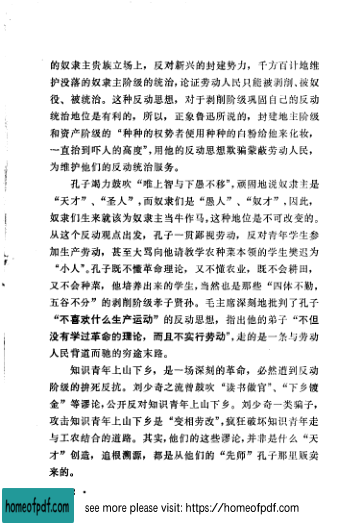 的奴隶主贵族立场上，反对新兴的封建势力，千方百计地维
护没落的奴隶主阶级的统治，论证劳动人民只能被剥削、被奴
役、被统治。这种反动思想，对于剥削阶级巩固自己的反动
统治地位是有利的，所以，正象鲁迅所说的，封建地主阶级
和资产阶级的“种种的权势者便用种种的白粉给他来化妆，
一直抬到吓人的高度”，用他的反动思想欺骗蒙蔽劳动人民，
为维护他们的反动统治服务。
孔子竭力鼓吹“唯上智与下愚不移”，顽固地说奴隶主是
“天才”、“圣人”，而奴隶们是“愚人”、“奴才”，因此，
奴隶们生来就该为奴隶主当牛作马，这种地位是不可改变的。
从这个反动观点出发，孔子一贯鄙视劳动，反对青年学生参
加生产劳动，甚至大骂向他请教学农种菜本领的学生樊迟为
“小人”。孔子既不懂革命理论，又不懂农业，既不会耕田，
又不会种菜，他培养出来的学生，当然也是那些“四体不勤，
五谷不分”的剥削阶级孝子贤孙。毛主席深刻地批判了孔子
“不喜欢什么生产运动”的反动思想，指出他的弟子“不但
没有学过革命的理论，而且不实行劳动”，走的是一条与劳动
人民背道而驰的穷途末路。
知识青年上山下乡，是一场深刻的革命，必然遭到反动
阶级的拚死反抗。刘少奇之流曾鼓吹“读书做官”、“下乡镀
金”等谬论，公开反对知识青年上山下乡。刘少奇一类骗子，
攻击知识青年上山下乡是“变相劳改”，疯狂破坏知识青年走
与工农结合的道路。其实，他们的这些谬论，并非是什么“天
才”创造，追根溯源，都是从他们的“先师”孔子那里贩卖
来的。
homeofpdf.com see more please visit: https://homeofpdf.com